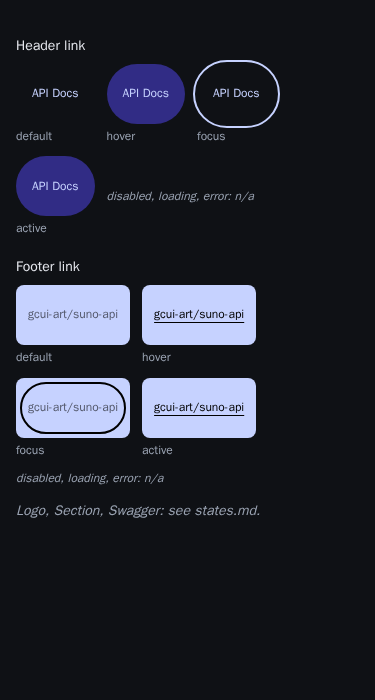 Header link
API Docs API Docs API Docs
default hover focus
API Docs disabled, loading, error: n/a
active
Footer link
gcui-art/suno-api gcui-art/suno-api
default hover
gcui-art/suno-api gcui-art/suno-api
focus active
disabled, loading, error: n/a
Logo, Section, Swagger: see states.md.